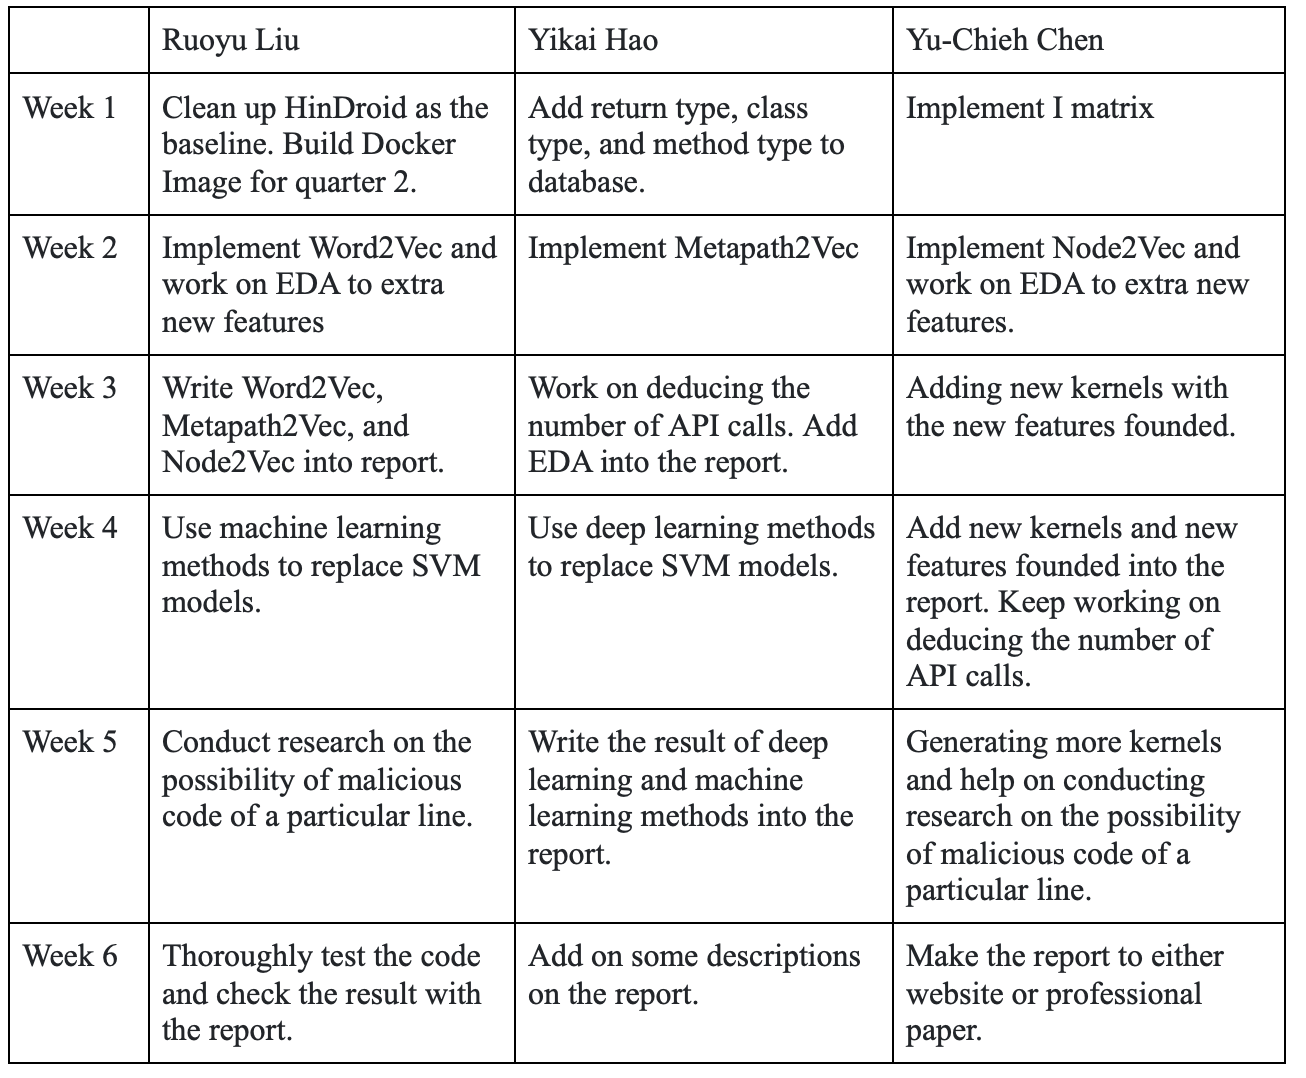 Ruoyu Liu
Yikai Hao
Yu-Chieh Chen
Week 1
Clean up HinDroid as the
baseline. Build Docker
Image for quarter 2.
Add return type, class
type, and method type to
database.
Implement I matrix
Week 2
Implement Word2Vec and
work on EDA to extra
new features
Implement Metapath2Vec
Implement Node2Vec and
work on EDA to extra new
features.
Week 3
Write Word2Vec,
Metapath2Vec, and
Node2Vec into report.
Work on deducing the
number of API calls. Add
EDA into the report.
Adding new kernels with
the new features founded.
Week 4
Use machine learning
methods to replace SVM
models.
Use deep learning methods
to replace SVM models.
Add new kernels and new
features founded into the
report. Keep working on
deducing the number of
API calls.
Week 5
Conduct research on the
possibility of malicious
code of a particular line.
Write the result of deep
learning and machine
learning methods into the
report.
Generating more kernels
and help on conducting
research on the possibility
of malicious code of a
particular line.
Week 6
Thoroughly test the code
and check the result with
the report.
Add on some descriptions
on the report.
Make the report to either
website or professional
paper.